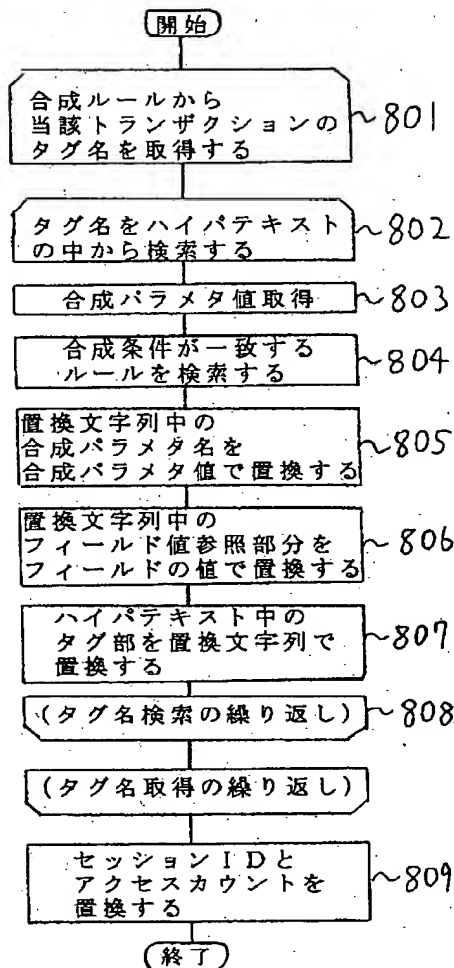 開始
合成ルールから
当該トランザクションの
タグ名を取得する
~801
タグ名をハイパテキスト
の中から検索する
~802
合成パラメタ値取得
~803
合成条件が一致する
ルールを検索する
~804
置換文字列中の
合成パラメタ名を
合成パラメタ値で置換する
~805
置換文字列中の
フィールド値参照部分を
フィールドの値で置換する
~806
ハイパテキスト中の
タグ部を置換文字列で
置換する
~807
(タグ名検索の繰り返し)
~808
(タグ名取得の繰り返し)
セッションIDと
アクセスカウントを
置換する
~809
終了